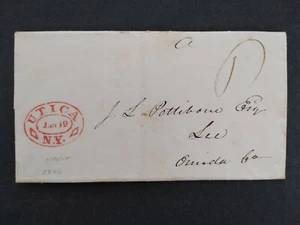 UTICA
JAN 19
N.Y.
J. L. Pettibone Esq
Lee
Oneida Co